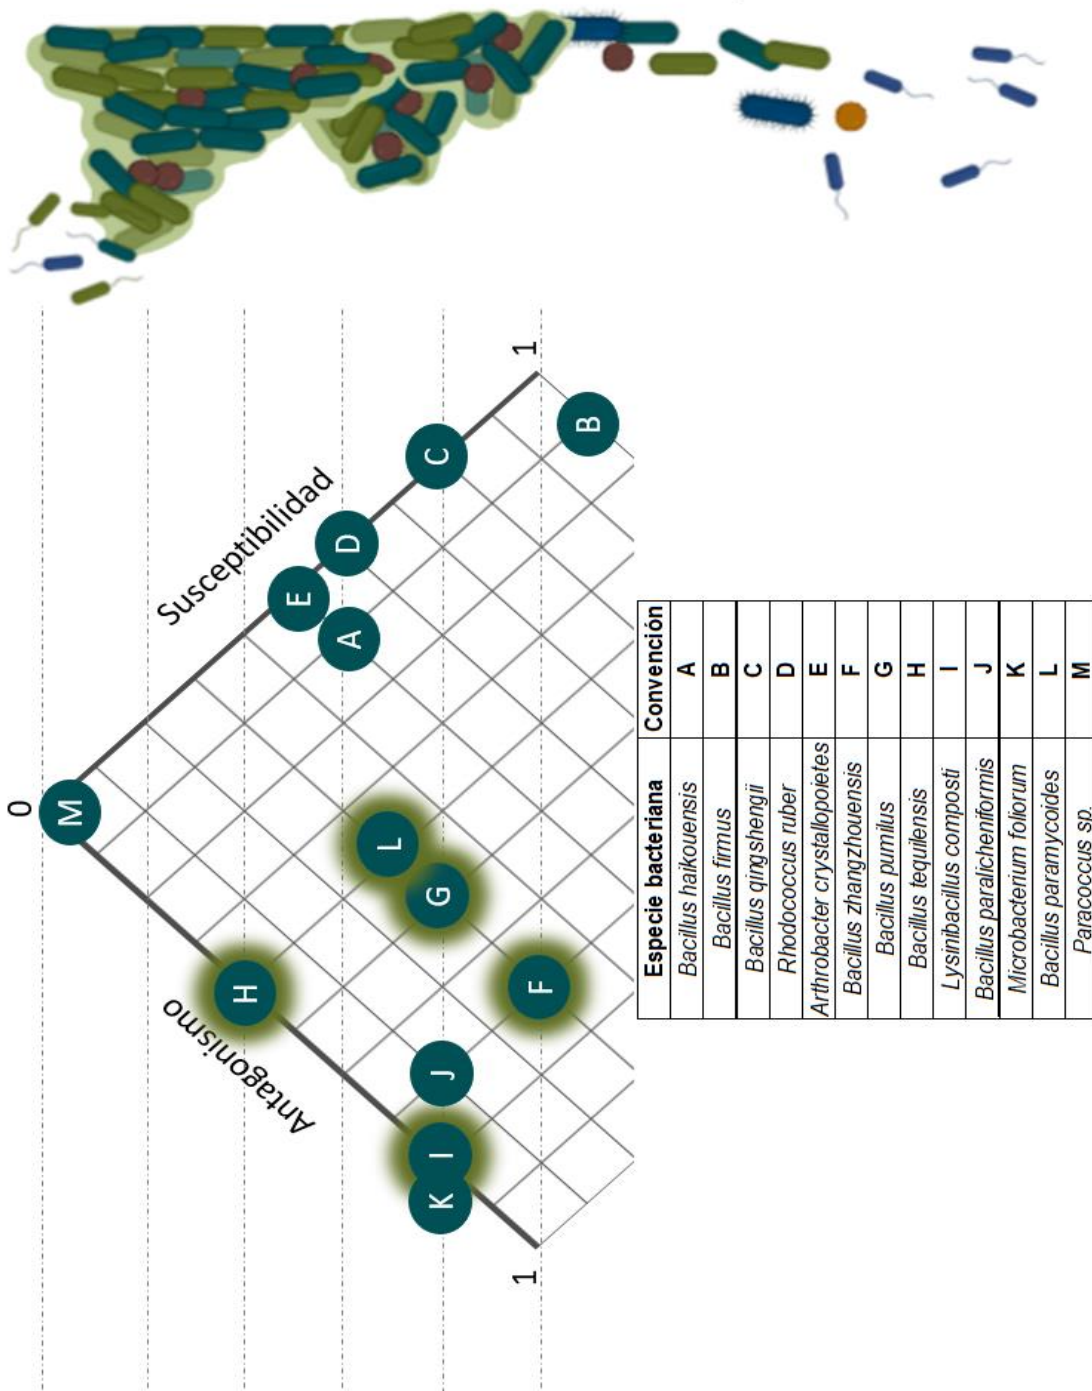 0
M
Antagonismo
Susceptibilidad
H
E
A
D
L
K
I
J
G
C
1
1
F
B
Especie bacteriana Convención
Bacillus haikouensis A
Bacillus firmus B
Bacillus qingshengii C
Rhodococcus ruber D
Arthrobacter crystallopoietes E
Bacillus zhangzhouensis F
Bacillus pumilus G
Bacillus tequilensis H
Lysinibacillus composti I
Bacillus paralicheniformis J
Microbacterium foliorum K
Bacillus paramycoides L
Paracoccus sp. M